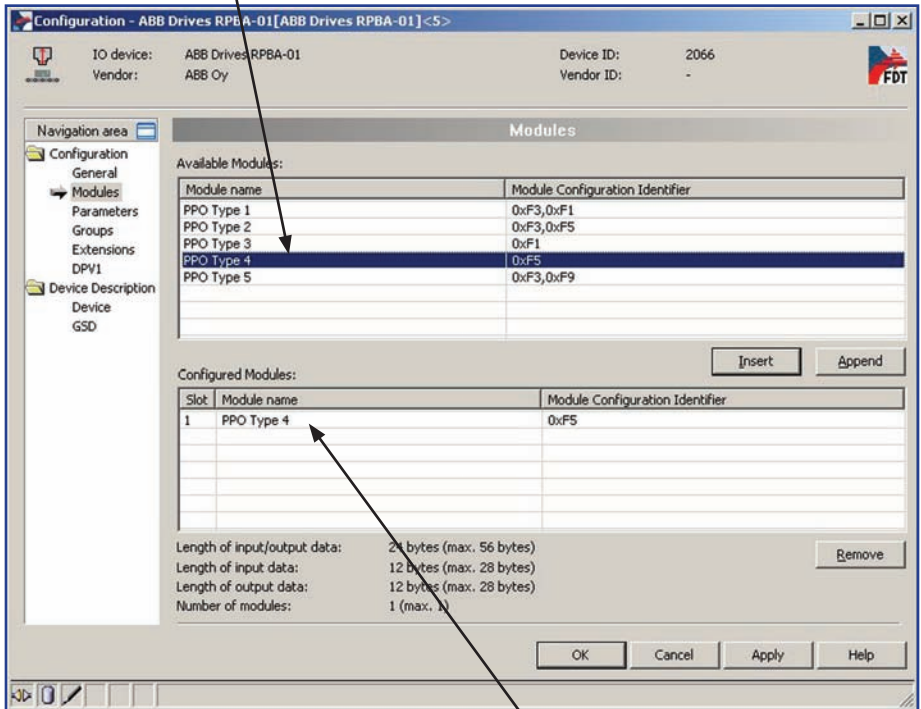 Configuration - ABB Drives RPBA-01[ABB Drives RPBA-01]<5>
IO device: ABB Drives RPBA-01 Device ID: 2066
Vendor: ABB Oy Vendor ID: -
FDT
Navigation area
Configuration
General
Modules
Parameters
Groups
Extensions
DPV1
Device Description
Device
GSD
Modules
Available Modules:
Module name Module Configuration Identifier
PPO Type 1 0xF3,0xF1
PPO Type 2 0xF3,0xF5
PPO Type 3 0xF1
PPO Type 4 0xF5
PPO Type 5 0xF3,0xF9
Insert Append
Configured Modules:
Slot Module name Module Configuration Identifier
1 PPO Type 4 0xF5
Length of input/output data: 24 bytes (max. 56 bytes)
Length of input data: 12 bytes (max. 28 bytes)
Length of output data: 12 bytes (max. 28 bytes)
Number of modules: 1 (max. 1)
Remove
OK Cancel Apply Help